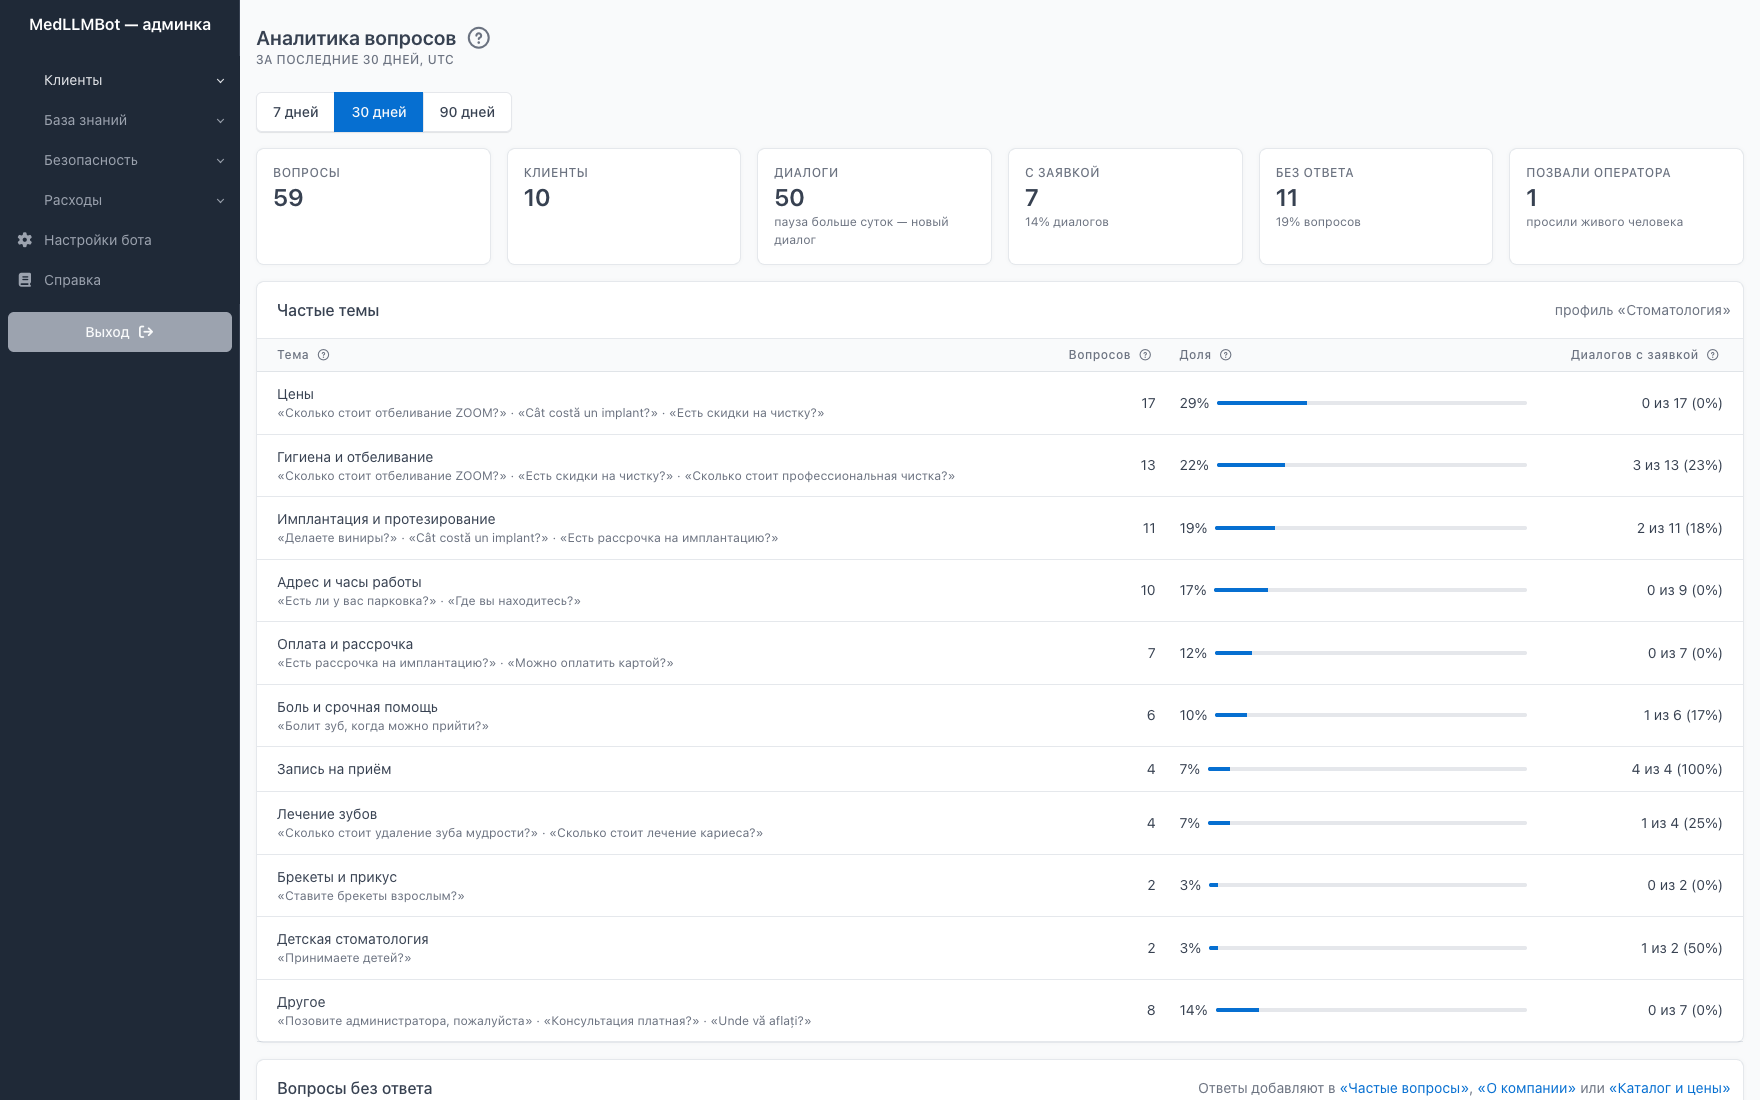 MedLLMBot — админка
Клиенты
База знаний
Безопасность
Расходы
Настройки бота
Справка
Выход
Аналитика вопросов
ЗА ПОСЛЕДНИЕ 30 ДНЕЙ, UTC
7 дней 30 дней 90 дней
ВОПРОСЫ
59
КЛИЕНТЫ
10
ДИАЛОГИ
50
пауза больше суток — новый
диалог
С ЗАЯВКОЙ
7
14% диалогов
БЕЗ ОТВЕТА
11
19% вопросов
ПОЗВАЛИ ОПЕРАТОРА
1
просили живого человека
Частые темы профиль «Стоматология»
Тема Вопросов Доля Диалогов с заявкой
Цены
«Сколько стоит отбеливание ZOOM?» · «Cât costă un implant?» · «Есть скидки на чистку?»
17 29% 0 из 17 (0%)
Гигиена и отбеливание
«Сколько стоит отбеливание ZOOM?» · «Есть скидки на чистку?» · «Сколько стоит профессиональная чистка?»
13 22% 3 из 13 (23%)
Имплантация и протезирование
«Делаете виниры?» · «Cât costă un implant?» · «Есть рассрочка на имплантацию?»
11 19% 2 из 11 (18%)
Адрес и часы работы
«Есть ли у вас парковка?» · «Где вы находитесь?»
10 17% 0 из 9 (0%)
Оплата и рассрочка
«Есть рассрочка на имплантацию?» · «Можно оплатить картой?»
7 12% 0 из 7 (0%)
Боль и срочная помощь
«Болит зуб, когда можно прийти?»
6 10% 1 из 6 (17%)
Запись на приём
4 7% 4 из 4 (100%)
Лечение зубов
«Сколько стоит удаление зуба мудрости?» · «Сколько стоит лечение кариеса?»
4 7% 1 из 4 (25%)
Брекеты и прикус
«Ставите брекеты взрослым?»
2 3% 0 из 2 (0%)
Детская стоматология
«Принимаете детей?»
2 3% 1 из 2 (50%)
Другое
«Позовите администратора, пожалуйста» · «Консультация платная?» · «Unde vă aflați?»
8 14% 0 из 7 (0%)
Вопросы без ответа Ответы добавляют в «Частые вопросы», «О компании» или «Каталог и цены»